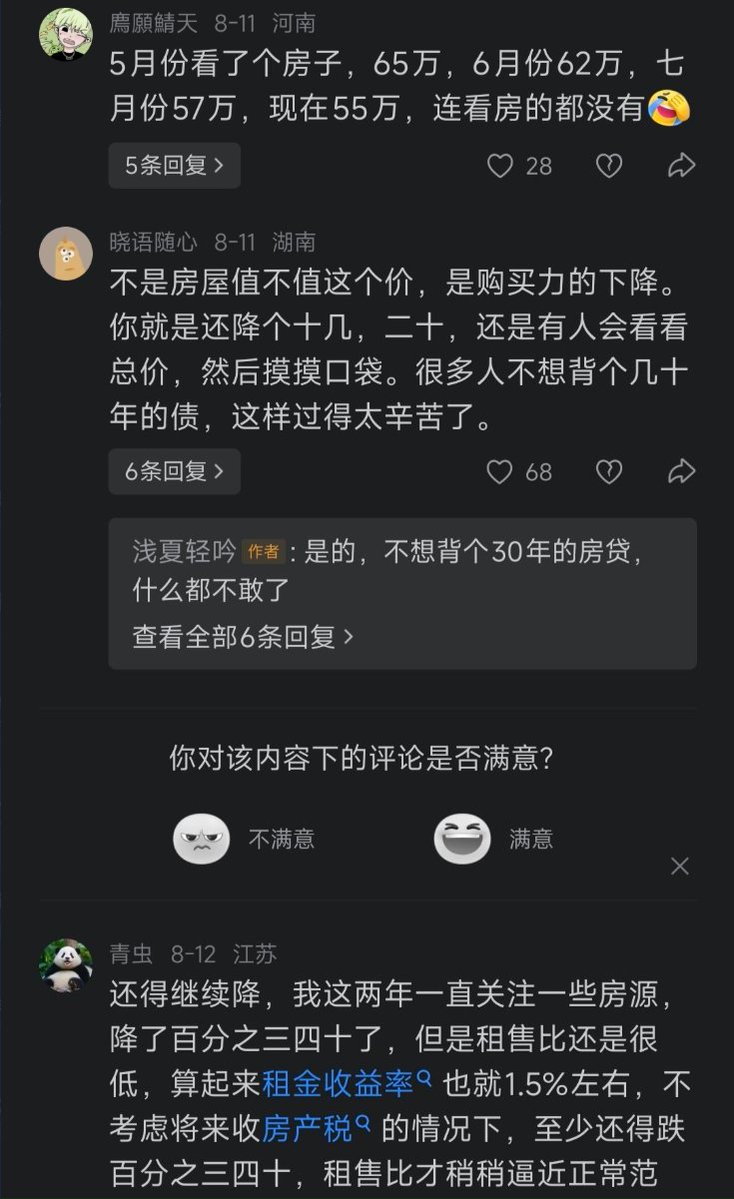 廌願鯖天 8-11 河南
5月份看了个房子，65万，6月份62万，七
月份57万，现在55万，连看房的都没有
5条回复 >
28
晓语随心 8-11 湖南
不是房屋值不值这个价，是购买力的下降。
你就是还降个十几，二十，还是有人会看看
总价，然后摸摸口袋。很多人不想背个几十
年的债，这样过得太辛苦了。
6条回复 >
68
浅夏轻吟 作者：是的，不想背个30年的房贷，
什么都不敢了
查看全部6条回复 >
你对该内容下的评论是否满意？
不满意
满意
青虫 8-12 江苏
还得继续降，我这两年一直关注一些房源，
降了百分之三四十了，但是租售比还是很
低，算起来租金收益率 也就1.5%左右，不
考虑将来收房产税 的情况下，至少还得跌
百分之三四十，租售比才稍稍逼近正常范